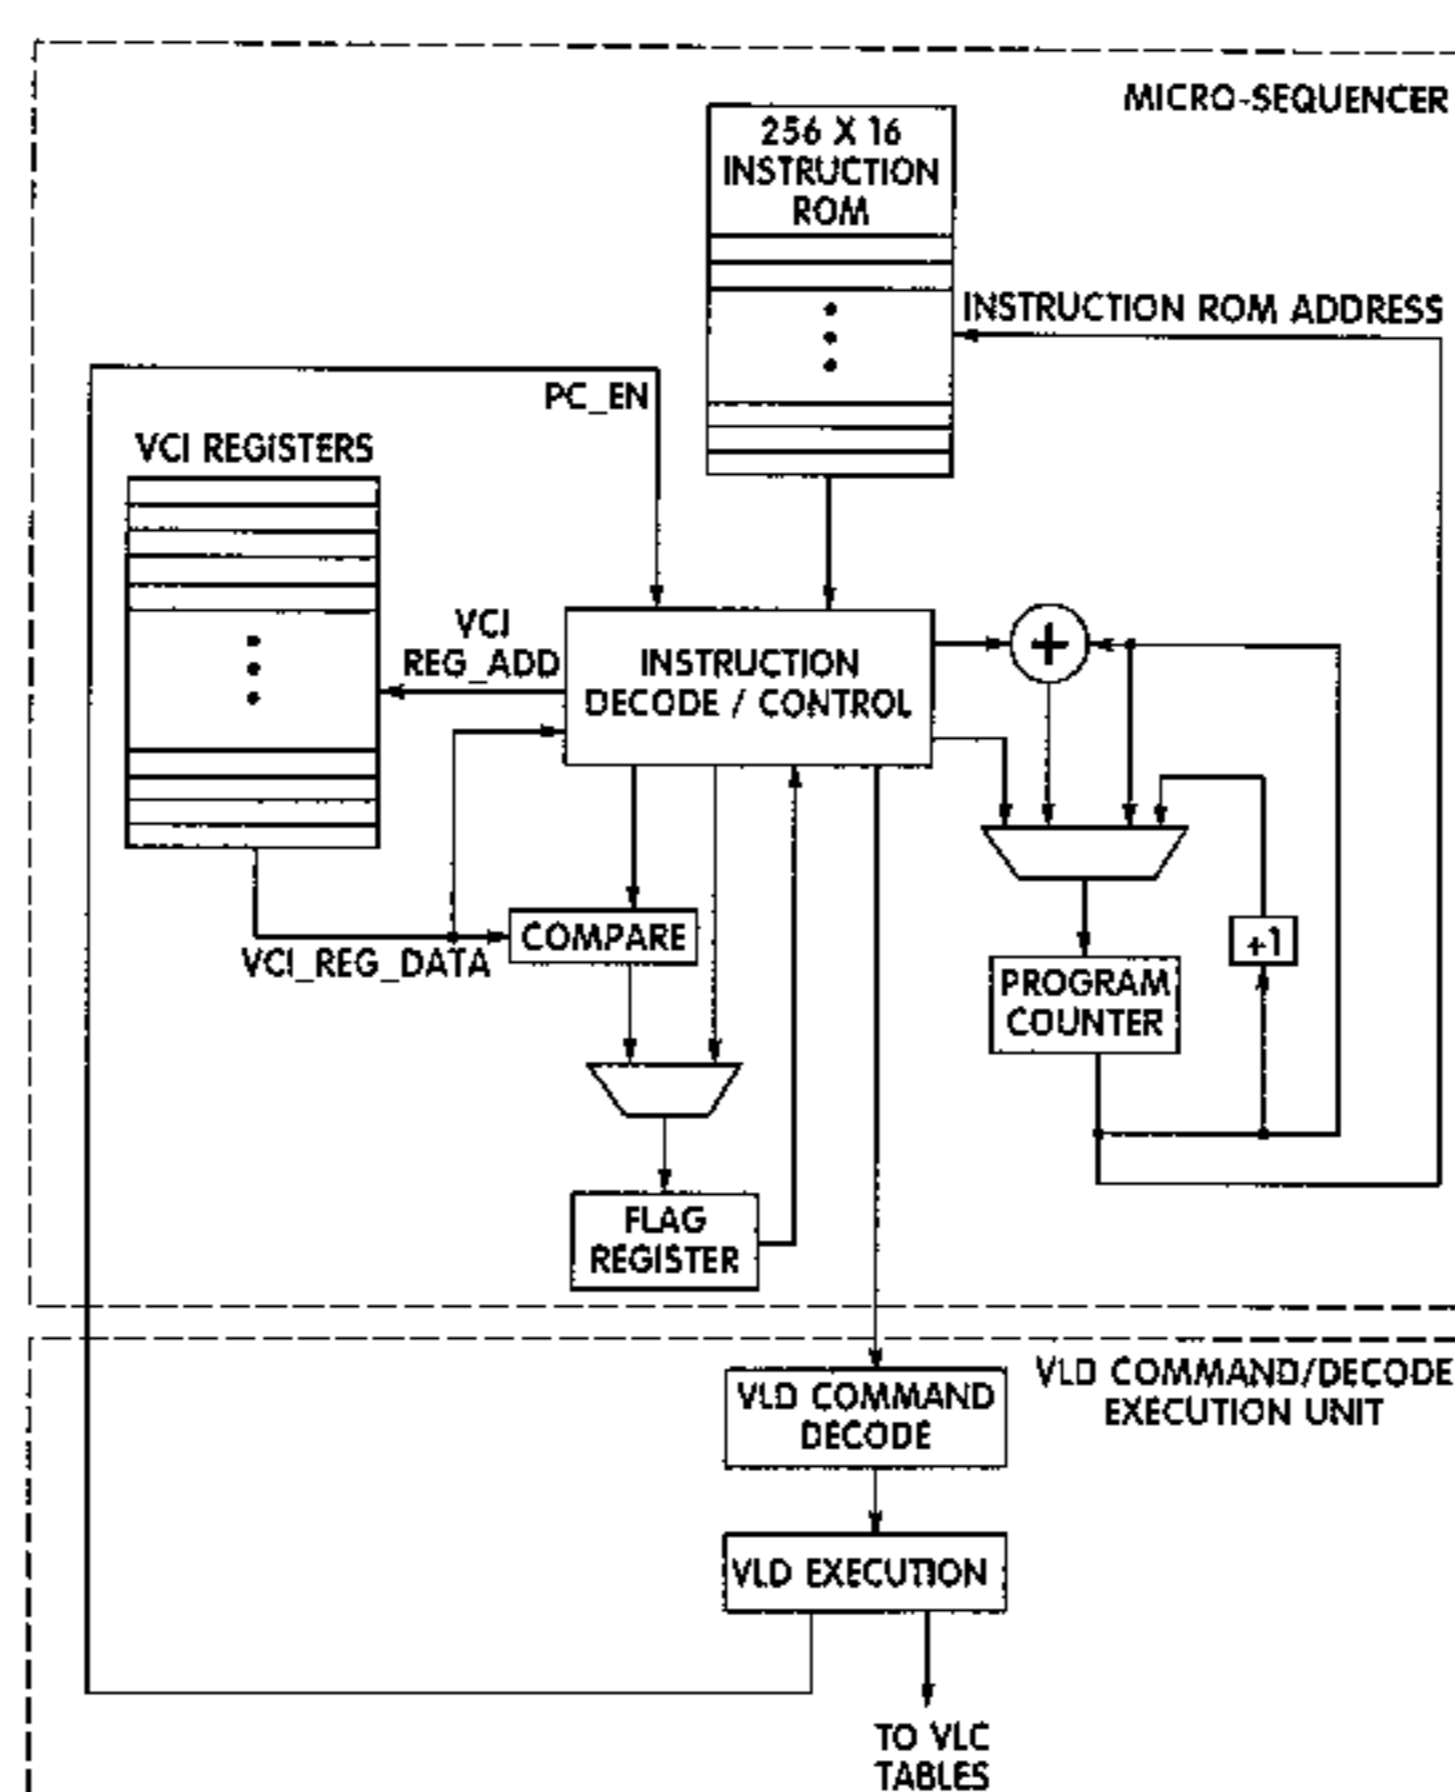 MICRO-SEQUENCER
256 X 16
INSTRUCTION
ROM
INSTRUCTION ROM ADDRESS
PC_EN
VCI REGISTERS
VCI
REG_ADD
INSTRUCTION
DECODE / CONTROL
+
COMPARE
VCI_REG_DATA
+1
PROGRAM
COUNTER
FLAG
REGISTER
VLD COMMAND/DECODE
EXECUTION UNIT
VLD COMMAND
DECODE
VLD EXECUTION
TO VLC
TABLES